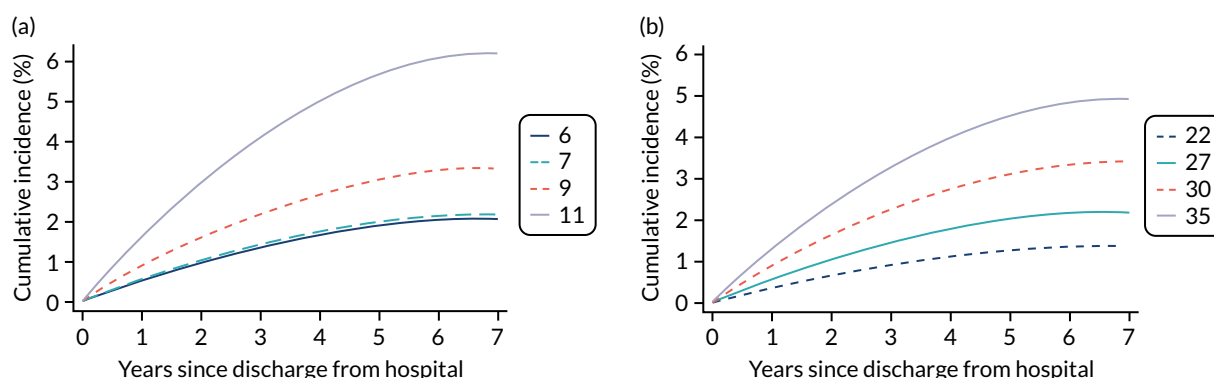 (a)
Cumulative incidence (%)
6
5
4
3
2
1
0
0 1 2 3 4 5 6 7
Years since discharge from hospital
6
7
9
11
(b)
Cumulative incidence (%)
6
5
4
3
2
1
0
0 1 2 3 4 5 6 7
Years since discharge from hospital
22
27
30
35